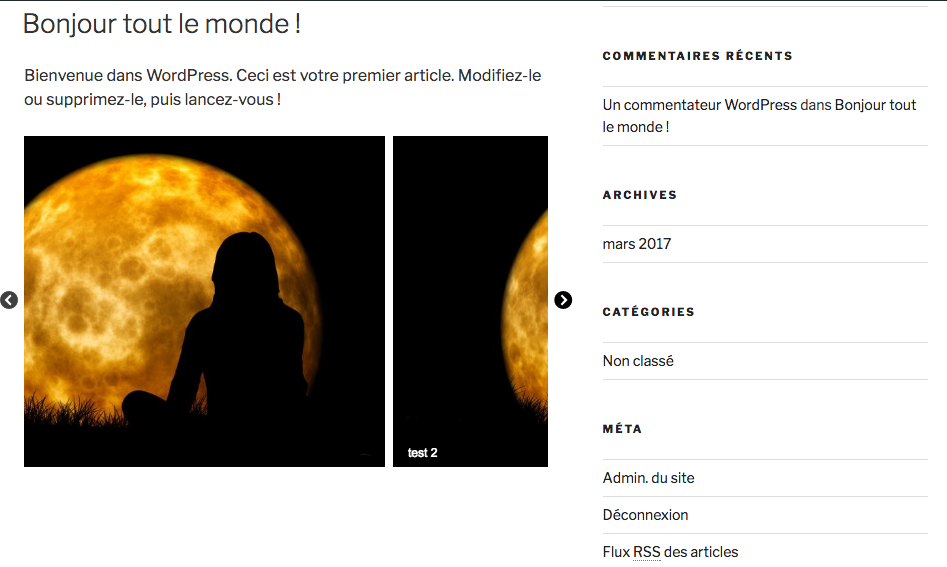 Bonjour tout le monde !
Bienvenue dans WordPress. Ceci est votre premier article. Modifiez-le
ou supprimez-le, puis lancez-vous !
test 2
COMMENTAIRES RÉCENTS
Un commentateur WordPress dans Bonjour tout
le monde !
ARCHIVES
mars 2017
CATÉGORIES
Non classé
MÉTA
Admin. du site
Déconnexion
Flux RSS des articles